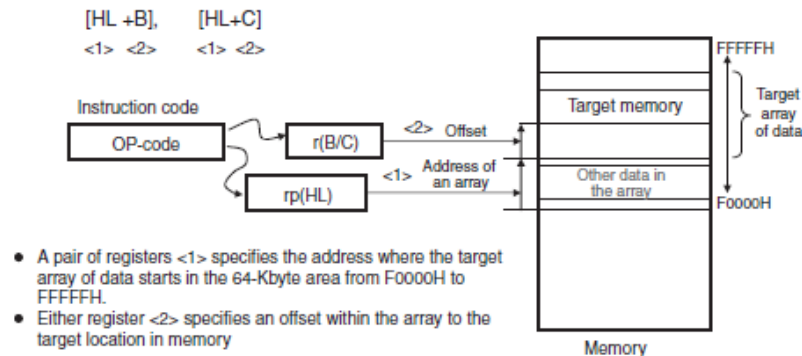 [HL +B], [HL+C]
<1> <2> <1> <2>
FFFFFH
Instruction code
OP-code
r(B/C)
<2> Offset
Target memory
Target
array
of data
rp(HL)
<1> Address of
an array
Other data in
the array
F0000H
● A pair of registers <1> specifies the address where the target
array of data starts in the 64-Kbyte area from F0000H to
FFFFFH.
● Either register <2> specifies an offset within the array to the
target location in memory
Memory